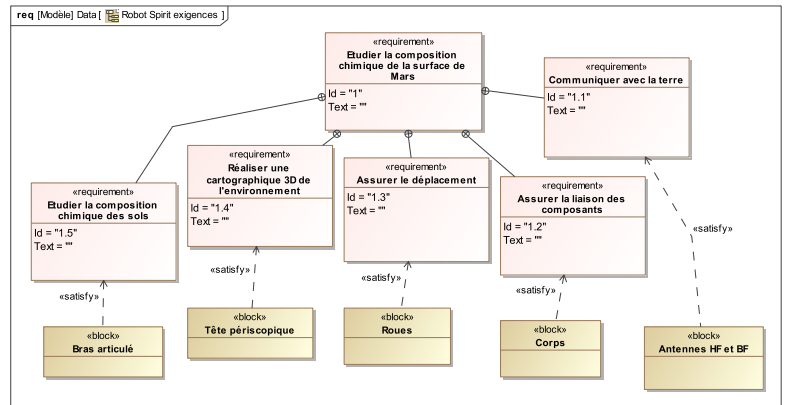 req [Modèle] Data [ Robot Spirit exigences ]
«requirement»
Etudier la composition
chimique de la surface de
Mars
Id = "1"
Text = ""
«requirement»
Communiquer avec la terre
Id = "1.1"
Text = ""
«requirement»
Etudier la composition
chimique des sols
Id = "1.5"
Text = ""
«requirement»
Réaliser une
cartographique 3D de
l'environnement
Id = "1.4"
Text = ""
«requirement»
Assurer le déplacement
Id = "1.3"
Text = ""
«requirement»
Assurer la liaison des
composants
Id = "1.2"
Text = ""
«satisfy»
«satisfy»
«satisfy»
«satisfy»
«satisfy»
«block»
Bras articulé
«block»
Tête périscopique
«block»
Roues
«block»
Corps
«block»
Antennes HF et BF